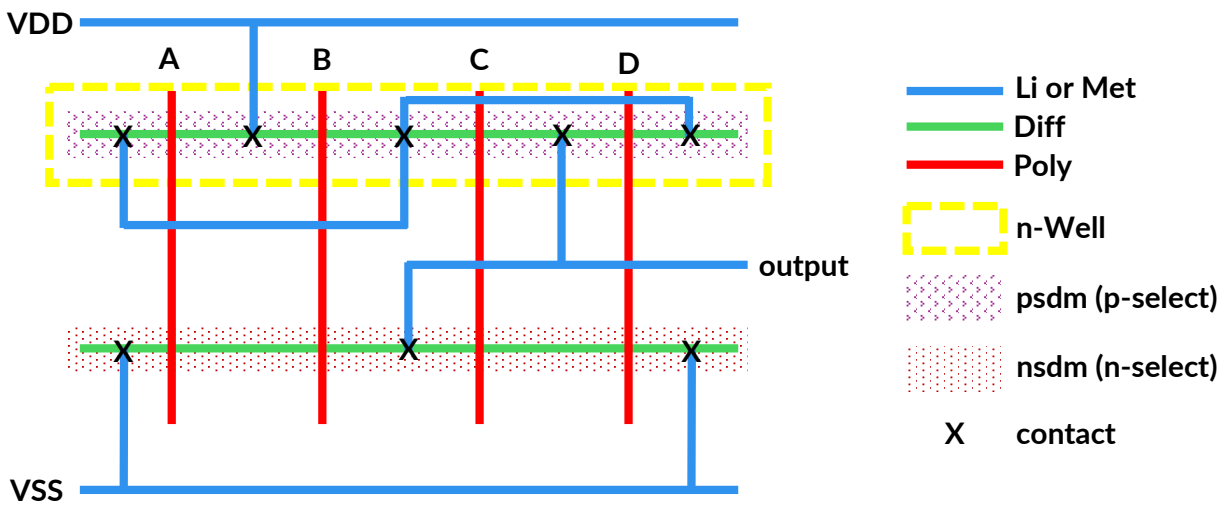 VDD
A
B
C
D
X
X
X
X
X
output
X
X
X
VSS
Li or Met
Diff
Poly
n-Well
psdm (p-select)
nsdm (n-select)
X contact